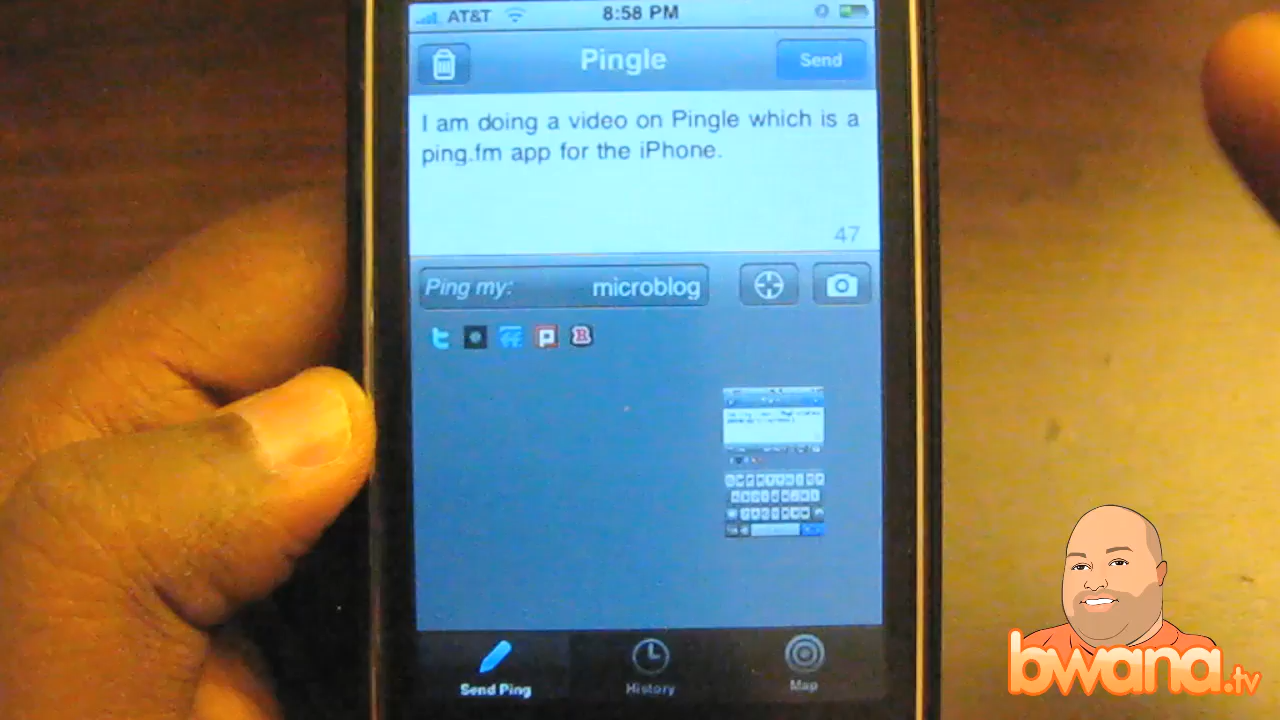 AT&T 8:58 PM
Pingle Send
I am doing a video on Pingle which is a
ping.fm app for the iPhone.
47
Ping my: microblog
Send Ping History Map
bwana.tv